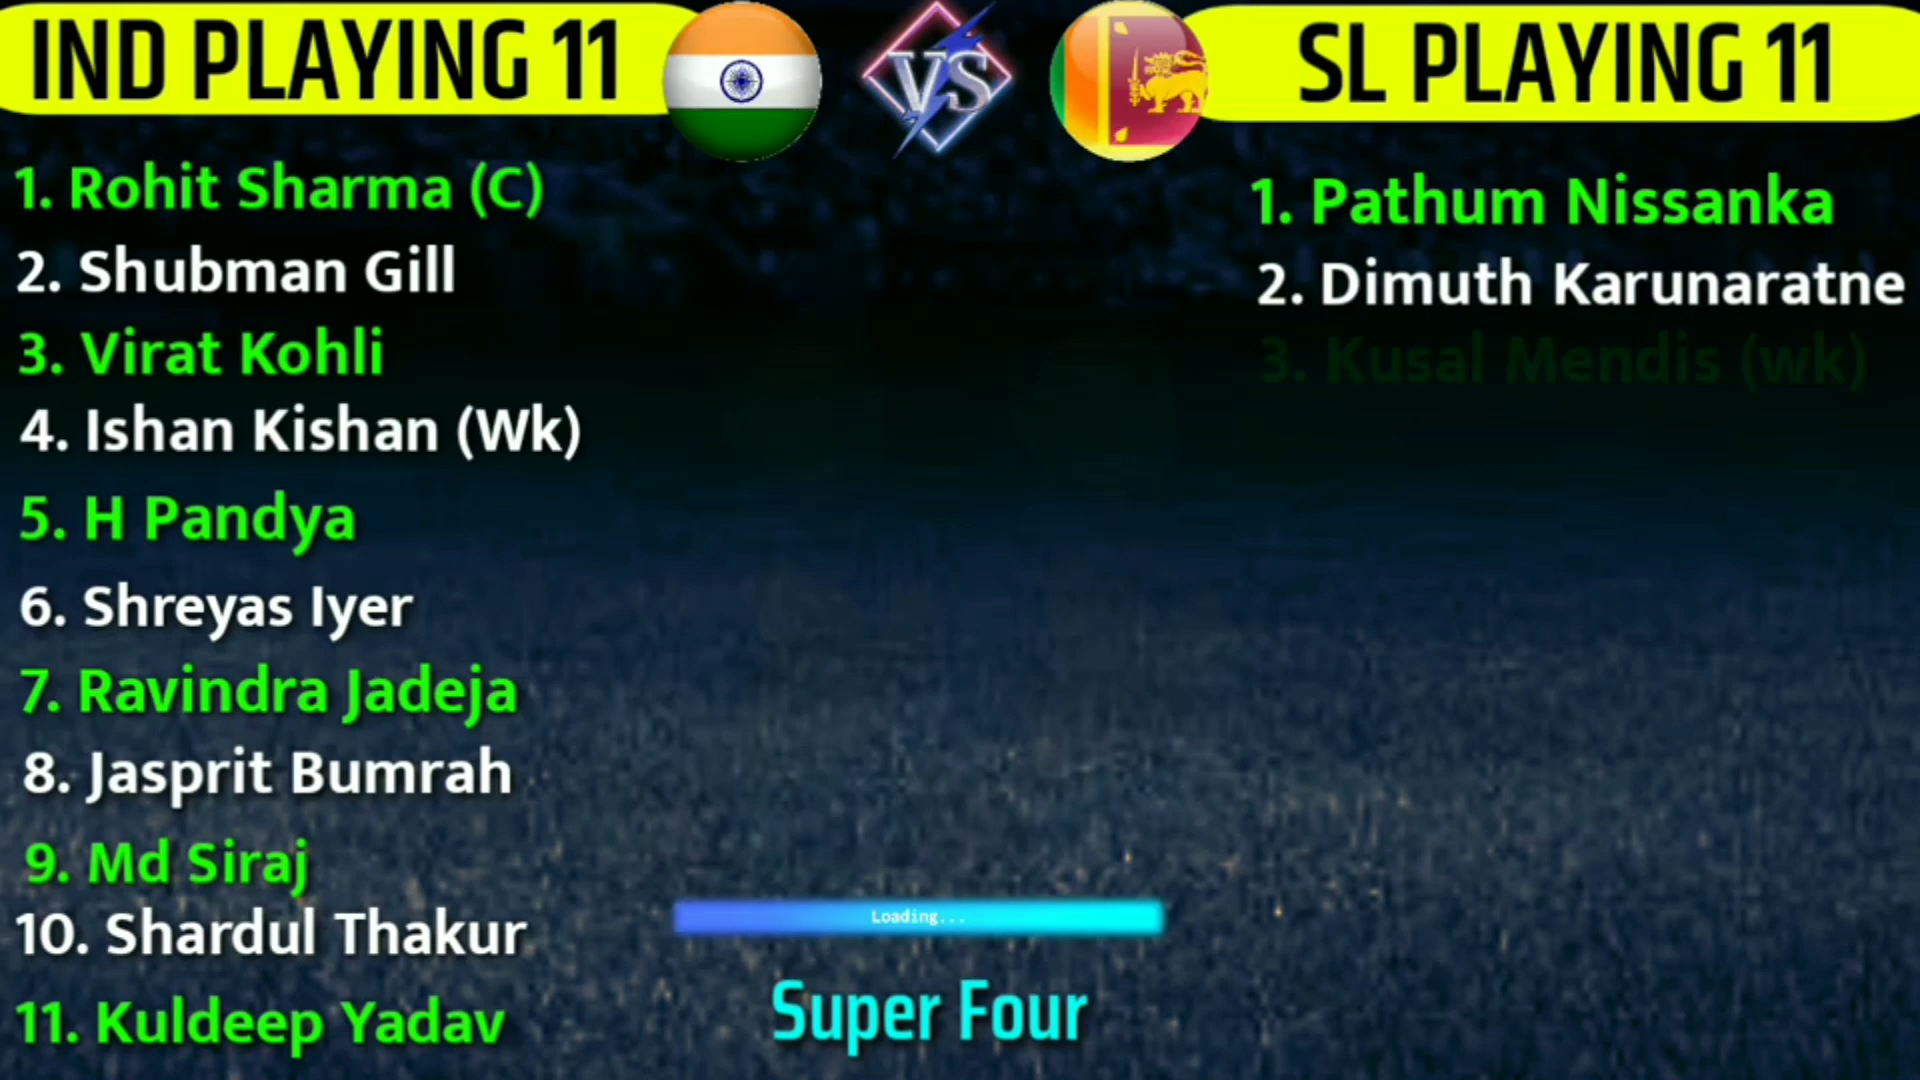 IND PLAYING 11
VS
SL PLAYING 11
1. Rohit Sharma (C)
2. Shubman Gill
3. Virat Kohli
4. Ishan Kishan (Wk)
5. H Pandya
6. Shreyas Iyer
7. Ravindra Jadeja
8. Jasprit Bumrah
9. Md Siraj
10. Shardul Thakur
11. Kuldeep Yadav
1. Pathum Nissanka
2. Dimuth Karunaratne
3. Kusal Mendis (wk)
Loading...
Super Four